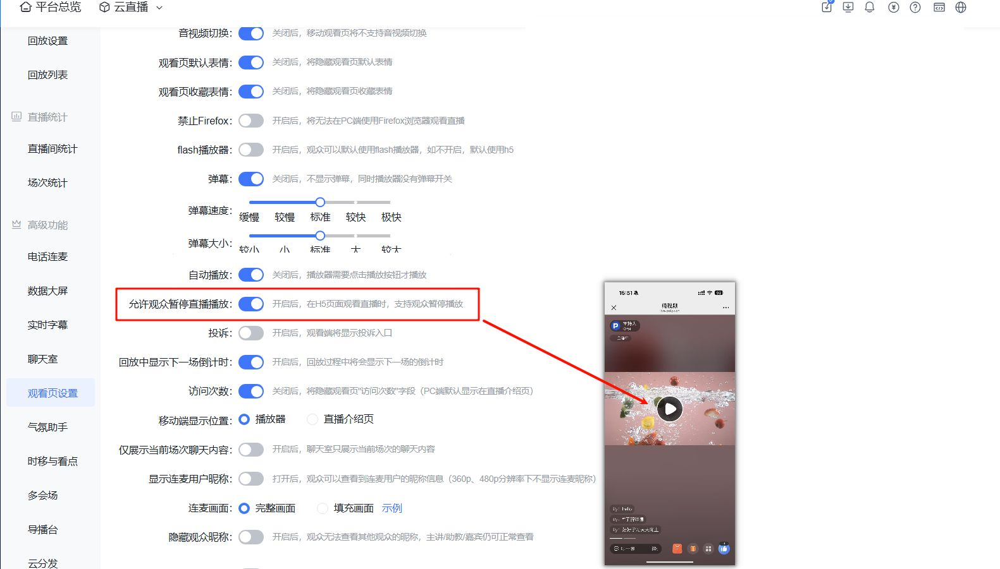 平台总览
云直播
回放设置
回放列表
直播统计
直播间统计
场次统计
高级功能
电话连麦
数据大屏
实时字幕
聊天室
观看页设置
气氛助手
时移与看点
多会场
导播台
云分发
音视频切换: 关闭后，移动观看页将不支持音视频切换
观看页默认表情: 关闭后，将隐藏观看页默认表情
观看页收藏表情: 关闭后，将隐藏观看页收藏表情
禁止Firefox: 开启后，将无法在PC端使用Firefox浏览器观看直播
flash播放器: 开启后，观众可以默认使用flash播放器，如不开启，默认使用h5
弹幕: 关闭后，不显示弹幕，同时播放器没有弹幕开关
弹幕速度:
缓慢 较慢 标准 较快 极快
弹幕大小:
较小 小 标准 大 较大
自动播放: 关闭后，播放器需要点击播放按钮才播放
允许观众暂停直播播放: 开启后，在H5页面观看直播时，支持观众暂停播放
投诉: 开启后，观看端将显示投诉入口
回放中显示下一场倒计时: 开启后，回放过程中将会显示下一场的倒计时
访问次数: 关闭后，将隐藏观看页"访问次数"字段（PC端默认显示在直播介绍页）
移动端显示位置: 播放器 直播介绍页
仅展示当前场次聊天内容: 开启后，聊天室只展示当前场次的聊天内容
显示连麦用户昵称: 打开后，观众可以查看到连麦用户的昵称信息（360p、480p分辨率下不显示连麦昵称）
连麦画面: 完整画面 填充画面 示例
隐藏观众昵称: 开启后，观众无法查看其他观众的昵称，主讲/助教/嘉宾仍可正常查看
16:51
92
纯视频
live.polyv.cn
主持人
直播中
hello
好好学习天天向上